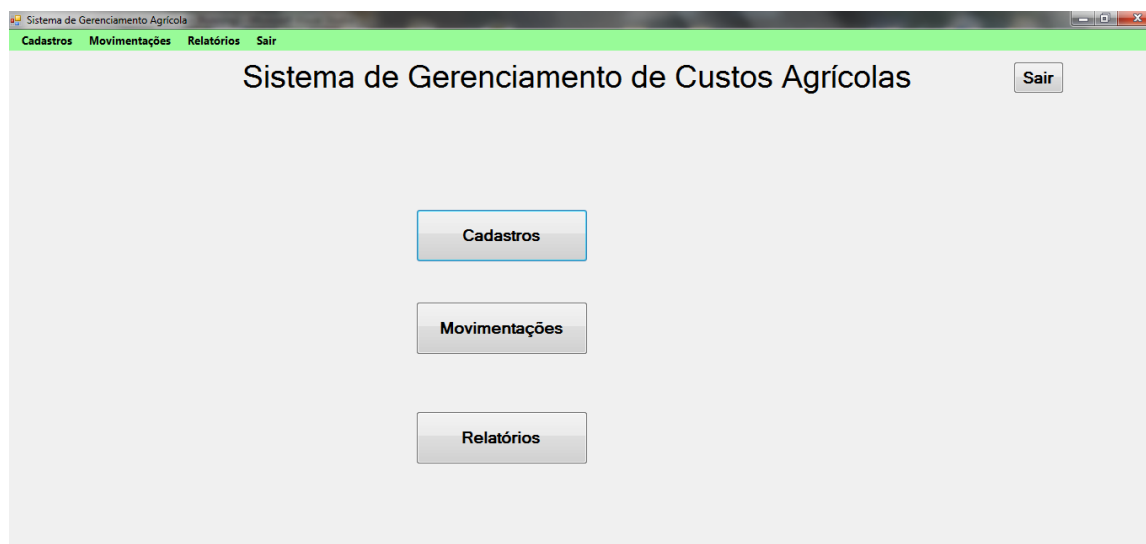 Sistema de Gerenciamento Agrícola
Cadastros Movimentações Relatórios Sair
Sistema de Gerenciamento de Custos Agrícolas Sair
Cadastros
Movimentações
Relatórios